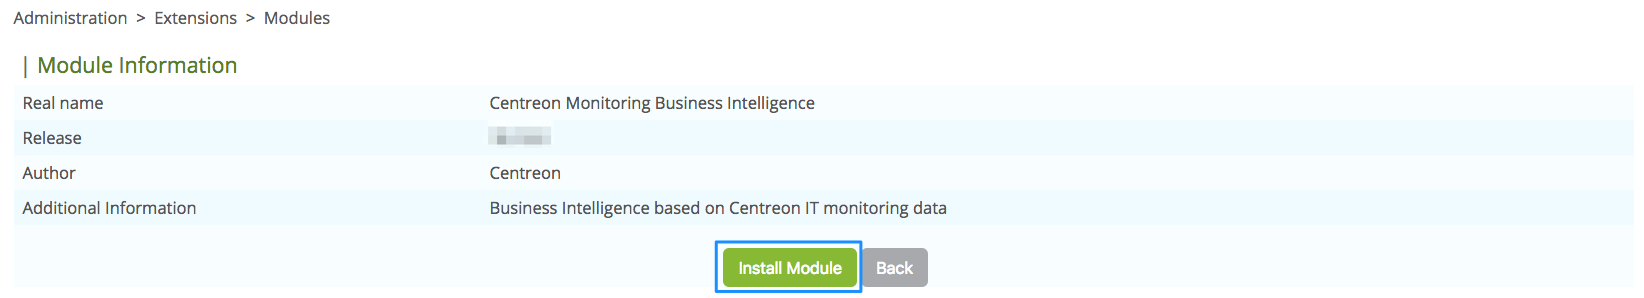 Administration > Extensions > Modules
| Module Information
Real name Centreon Monitoring Business Intelligence
Release
Author Centreon
Additional Information Business Intelligence based on Centreon IT monitoring data
Install Module Back